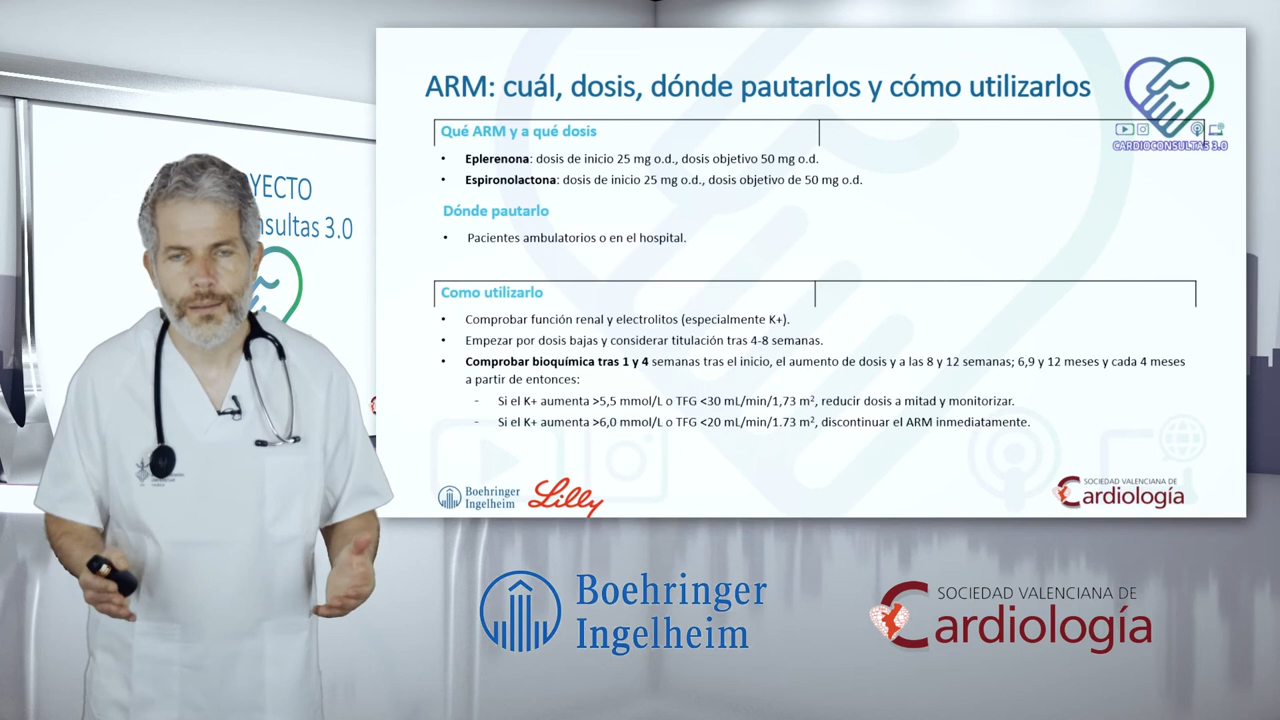 ARM: cuál, dosis, dónde pautarlos y cómo utilizarlos
CARDIOCONSULTAS 3.0
Qué ARM y a qué dosis
• Eplerenona: dosis de inicio 25 mg o.d., dosis objetivo 50 mg o.d.
• Espironolactona: dosis de inicio 25 mg o.d., dosis objetivo de 50 mg o.d.
Dónde pautarlo
• Pacientes ambulatorios o en el hospital.
Como utilizarlo
• Comprobar función renal y electrolitos (especialmente K+).
• Empezar por dosis bajas y considerar titulación tras 4-8 semanas.
• Comprobar bioquímica tras 1 y 4 semanas tras el inicio, el aumento de dosis y a las 8 y 12 semanas; 6,9 y 12 meses y cada 4 meses
a partir de entonces:
- Si el K+ aumenta >5,5 mmol/L o TFG <30 mL/min/1,73 m², reducir dosis a mitad y monitorizar.
- Si el K+ aumenta >6,0 mmol/L o TFG <20 mL/min/1.73 m², discontinuar el ARM inmediatamente.
Boehringer
Ingelheim
Lilly
SOCIEDAD VALENCIANA DE
Cardiología
YECTO
nsultas 3.0
Boehringer
Ingelheim
SOCIEDAD VALENCIANA DE
Cardiología